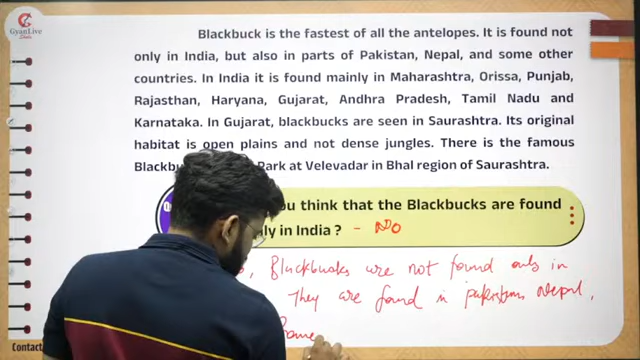 GyanLive
Blackbuck is the fastest of all the antelopes. It is found not
only in India, but also in parts of Pakistan, Nepal, and some other
countries. In India it is found mainly in Maharashtra, Orissa, Punjab,
Rajasthan, Haryana, Gujarat, Andhra Pradesh, Tamil Nadu and
Karnataka. In Gujarat, blackbucks are seen in Saurashtra. Its original
habitat is open plains and not dense jungles. There is the famous
Park at Velevadar in Bhal region of Saurashtra.
you think that the Blackbucks are found
in India ? - No
Blackbucks are not found only in
They are found in pakistan, Nepal,
Some
Contact